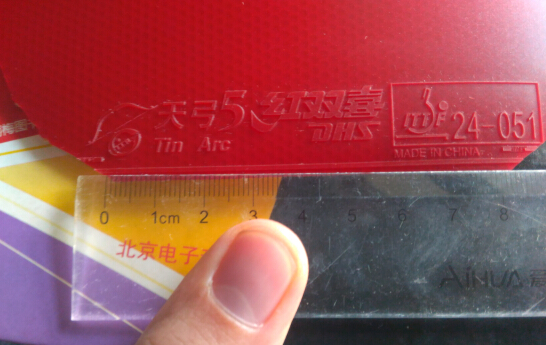 天弓5 红双喜
Tin Arc DHS
ittf 24-051
MADE IN CHINA
0 1cm 2 3 4 5 6 7 8
北京电子
AINUA